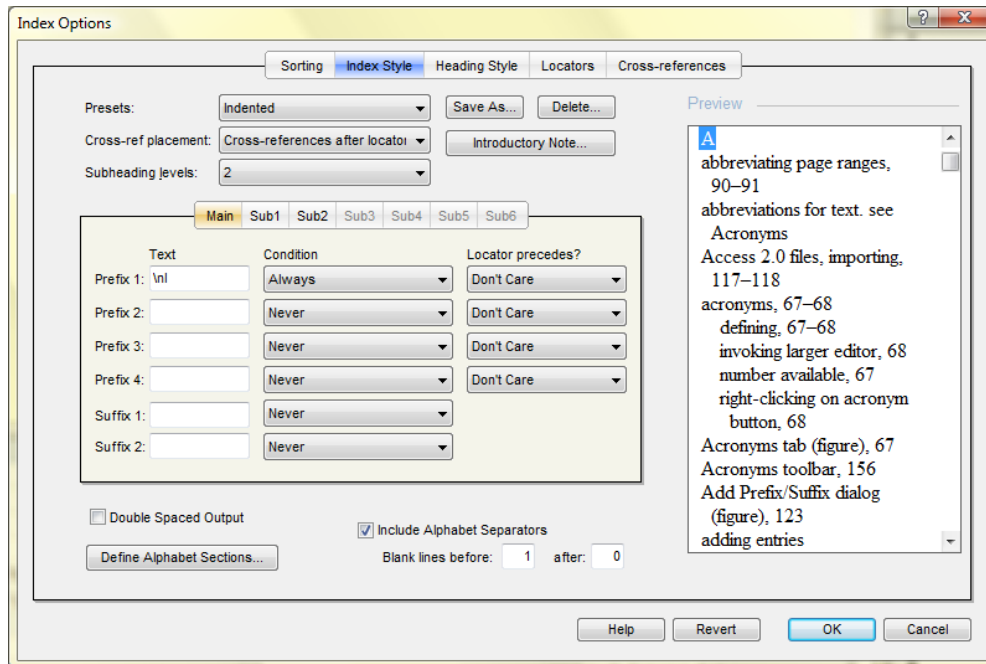 Index Options
Sorting Index Style Heading Style Locators Cross-references
Presets: Indented Save As... Delete...
Cross-ref placement: Cross-references after locator Introductory Note...
Subheading levels: 2
Main Sub1 Sub2 Sub3 Sub4 Sub5 Sub6
Text Condition Locator precedes?
Prefix 1: \nl Always Don't Care
Prefix 2: Never Don't Care
Prefix 3: Never Don't Care
Prefix 4: Never Don't Care
Suffix 1: Never
Suffix 2: Never
Double Spaced Output
Include Alphabet Separators
Define Alphabet Sections...
Blank lines before: 1 after: 0
Preview
A
abbreviating page ranges,
90–91
abbreviations for text. see
Acronyms
Access 2.0 files, importing,
117–118
acronyms, 67–68
defining, 67–68
invoking larger editor, 68
number available, 67
right-clicking on acronym
button, 68
Acronyms tab (figure), 67
Acronyms toolbar, 156
Add Prefix/Suffix dialog
(figure), 123
adding entries
Help Revert OK Cancel